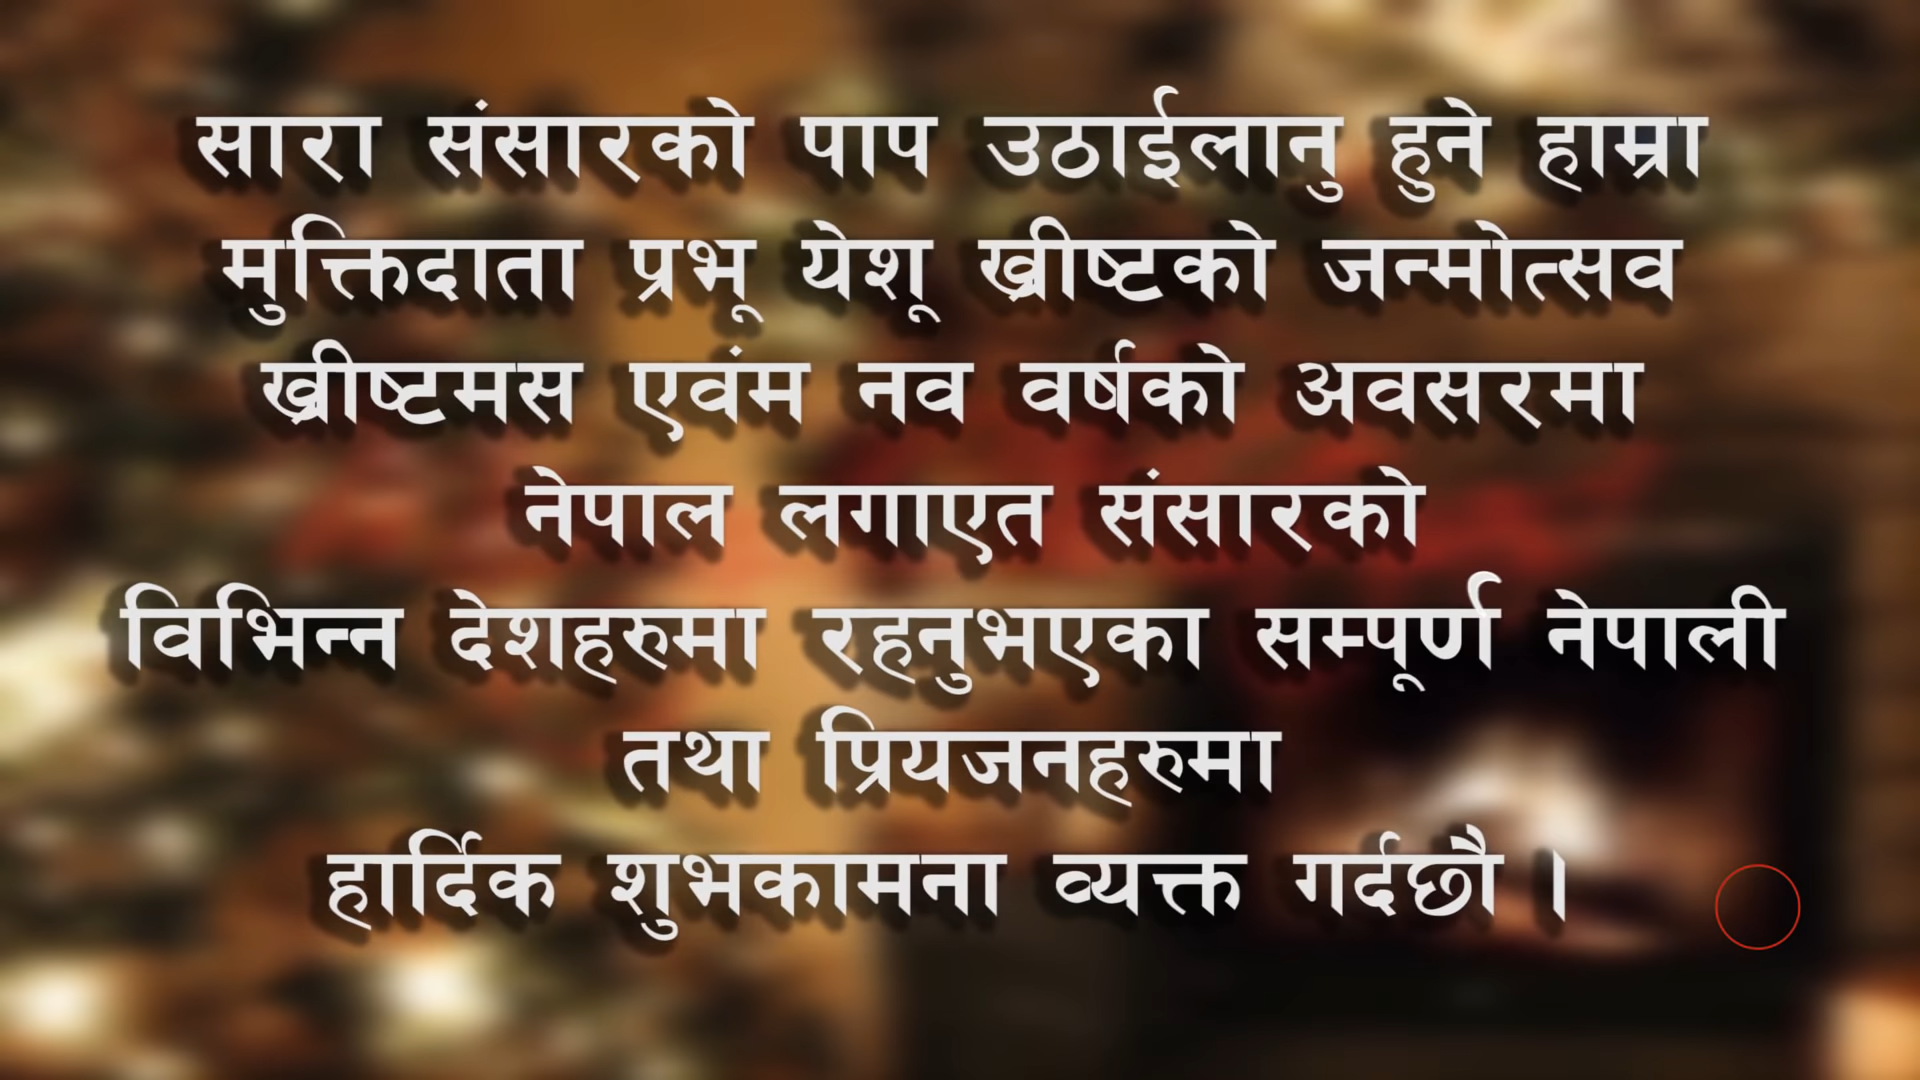 सारा संसारको पाप उठाईलानु हुने हाम्रा
मुक्तिदाता प्रभू येशू ख्रीष्टको जन्मोत्सव
ख्रीष्टमस एवंम नव वर्षको अवसरमा
नेपाल लगाएत संसारको
विभिन्न देशहरुमा रहनुभएका सम्पूर्ण नेपाली
तथा प्रियजनहरुमा
हार्दिक शुभकामना व्यक्त गर्दछौ ।